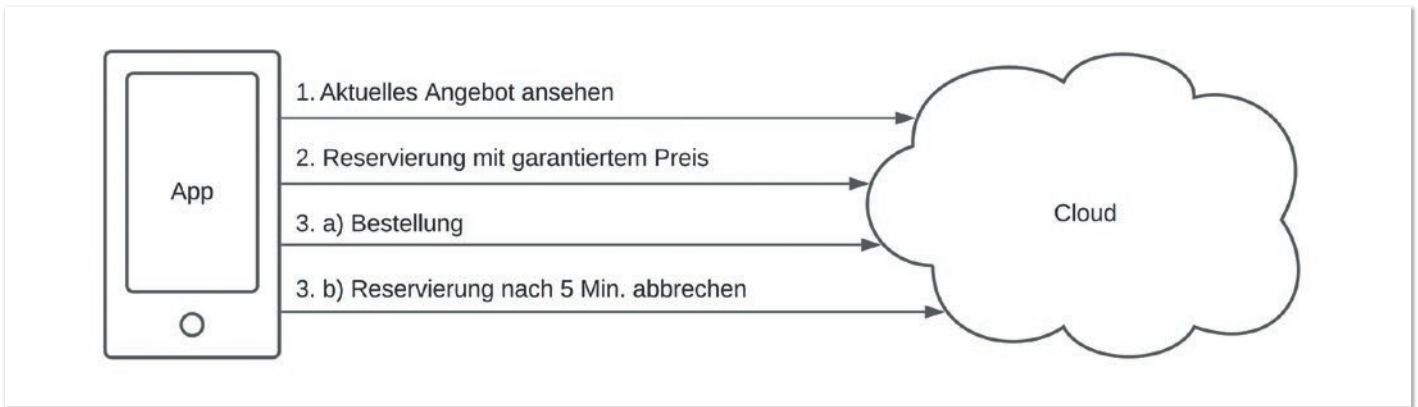 1. Aktuelles Angebot ansehen
2. Reservierung mit garantiertem Preis
App
3. a) Bestellung
Cloud
3. b) Reservierung nach 5 Min. abbrechen